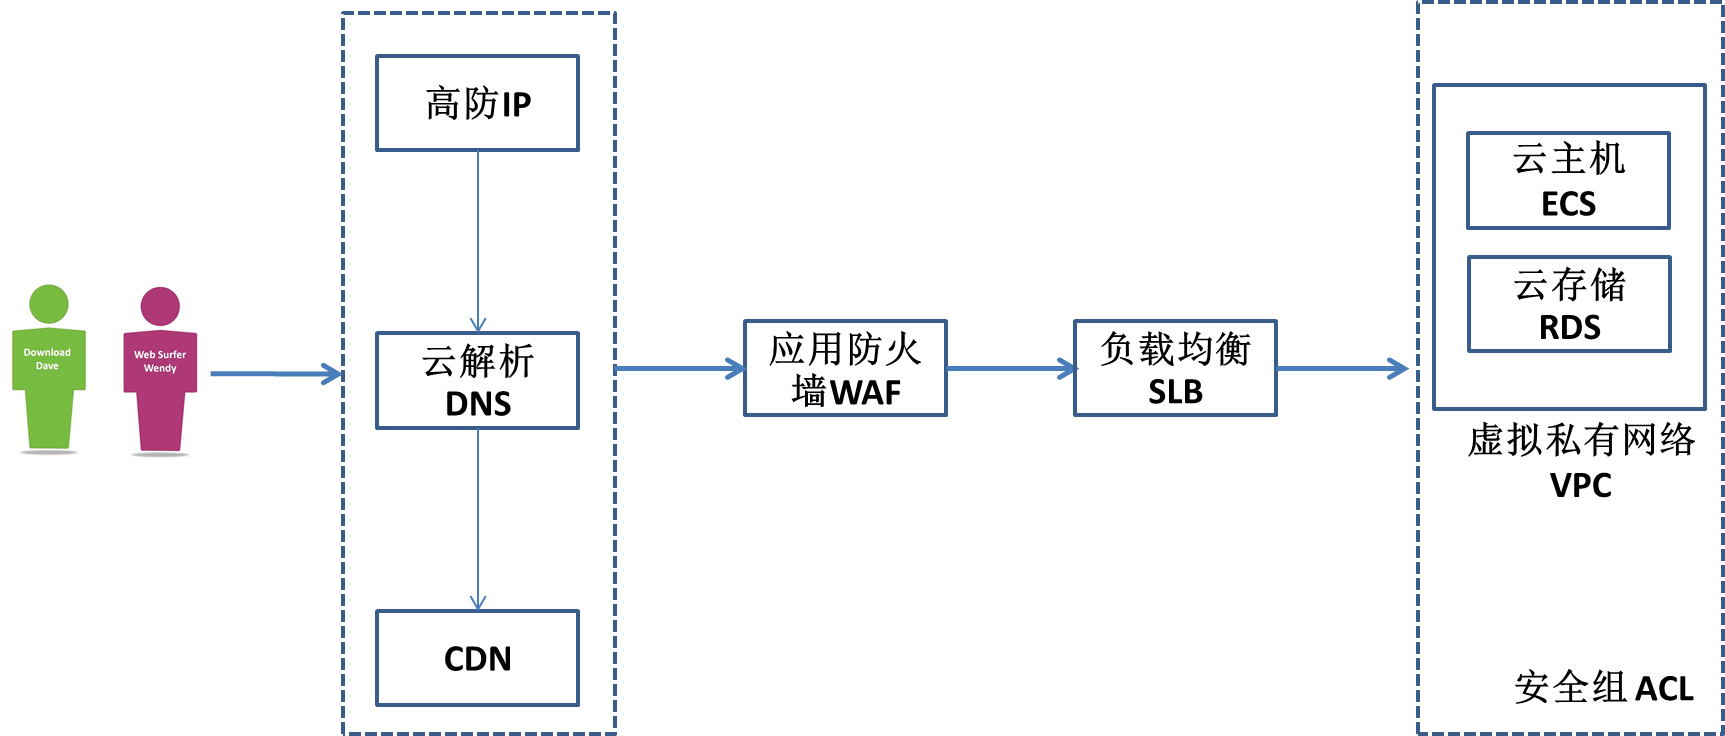 Download
Dave
Web Surfer
Wendy
高防IP
云解析
DNS
CDN
应用防火
墙WAF
负载均衡
SLB
云主机
ECS
云存储
RDS
虚拟私有网络
VPC
安全组 ACL